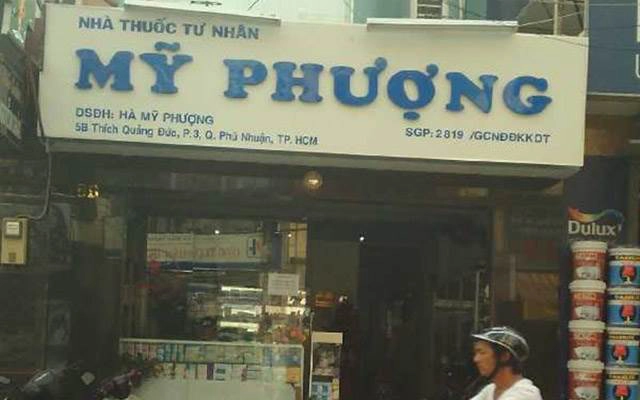 NHÀ THUỐC TƯ NHÂN
MỸ PHƯỢNG
DSĐH: HÀ MỸ PHƯỢNG
5B Thích Quảng Đức, P.3, Q. Phú Nhuận, TP. HCM
SGP: 2819 /GCNĐĐKKDT
Dulux